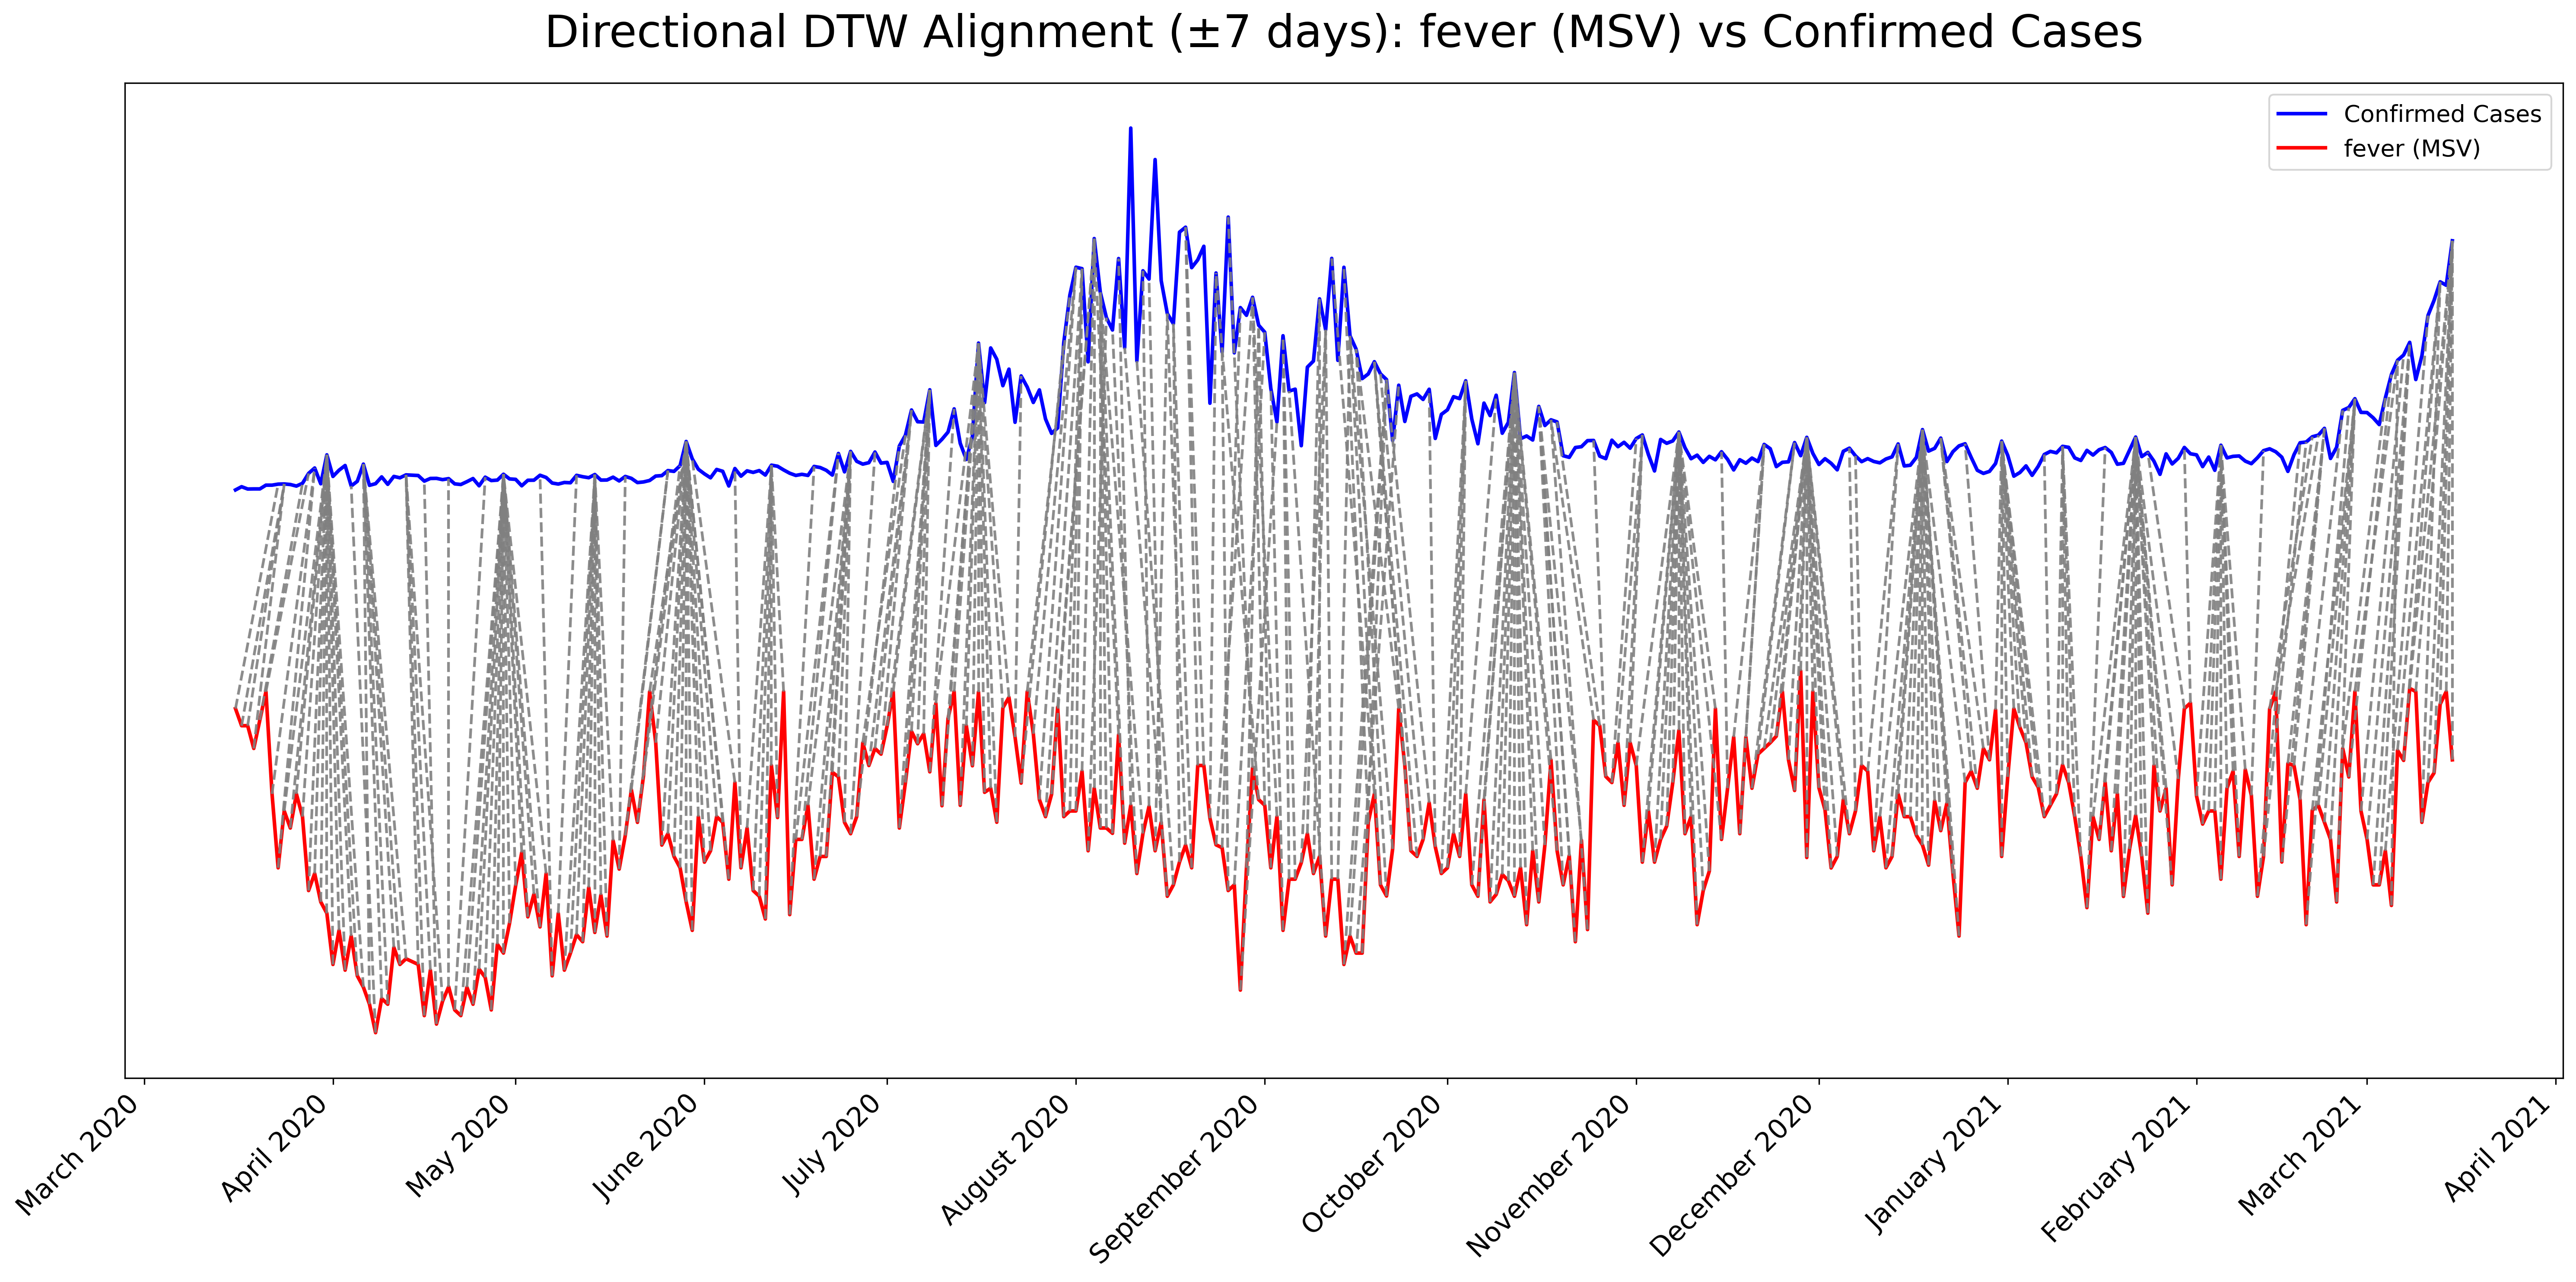 Directional DTW Alignment (±7 days): fever (MSV) vs Confirmed Cases
Confirmed Cases
fever (MSV)
March 2020
April 2020
May 2020
June 2020
July 2020
August 2020
September 2020
October 2020
November 2020
December 2020
January 2021
February 2021
March 2021
April 2021